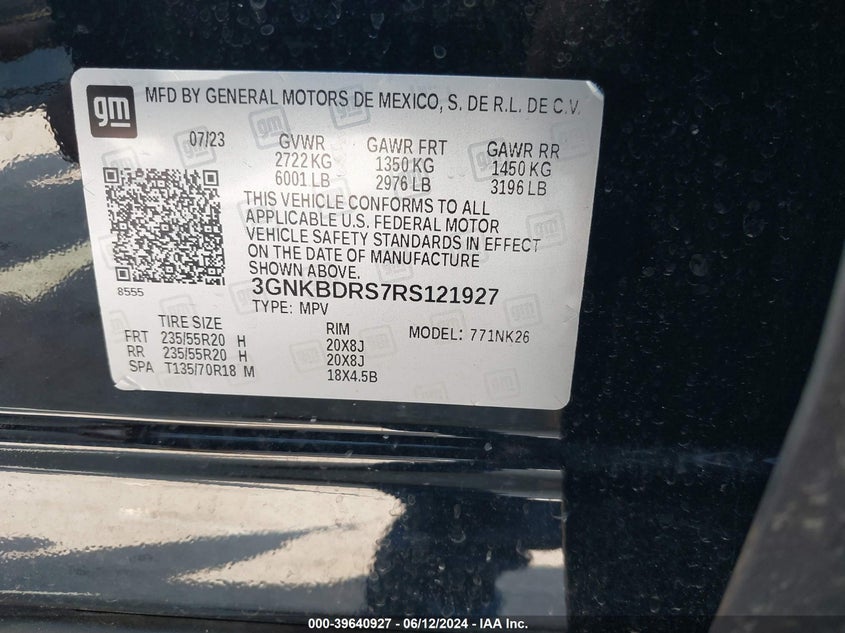 gm MFD BY GENERAL MOTORS DE MEXICO, S. DE R.L. DE C.V.
07/23 GVWR GAWR FRT GAWR RR
2722 KG 1350 KG 1450 KG
6001 LB 2976 LB 3196 LB
THIS VEHICLE CONFORMS TO ALL
APPLICABLE U.S. FEDERAL MOTOR
VEHICLE SAFETY STANDARDS IN EFFECT
ON THE DATE OF MANUFACTURE
SHOWN ABOVE.
8555 3GNKBDRS7RS121927
TYPE: MPV
TIRE SIZE RIM MODEL: 771NK26
FRT 235/55R20 H 20X8J
RR 235/55R20 H 20X8J
SPA T135/70R18 M 18X4.5B
000-39640927 / 06/12/2024 - IAA Inc.